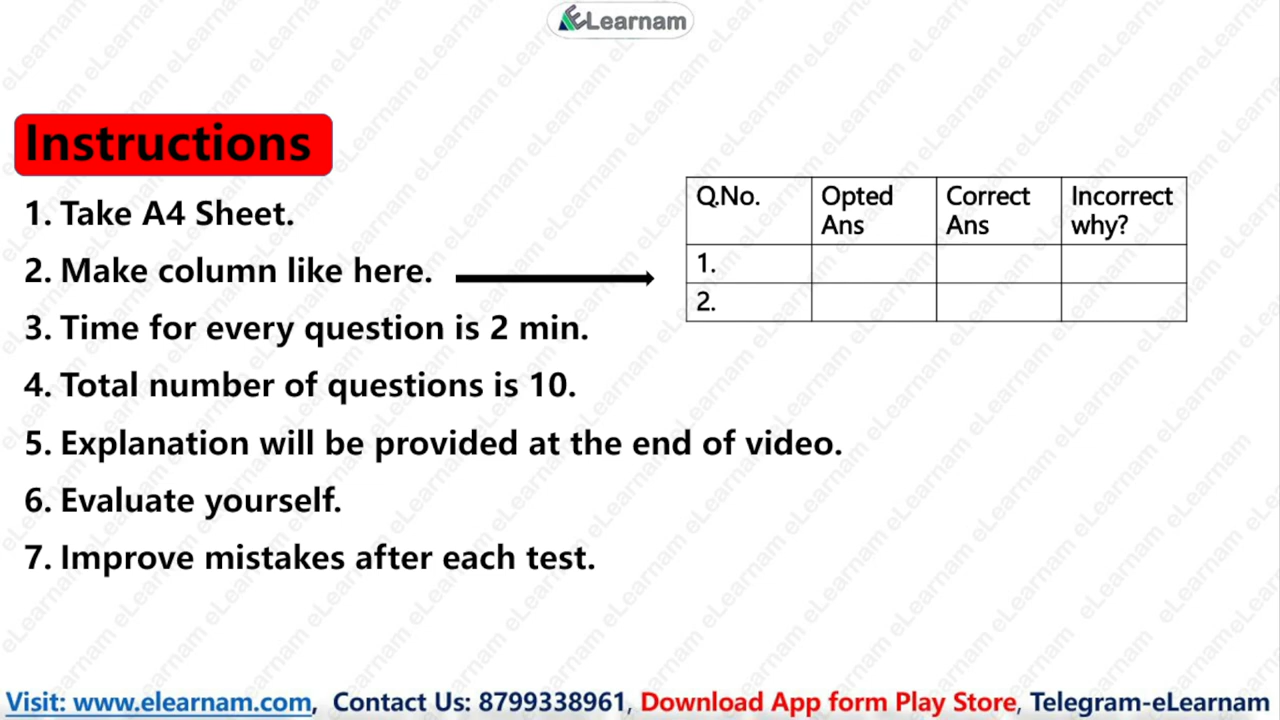 ELearnam
Instructions
1. Take A4 Sheet.
2. Make column like here.
3. Time for every question is 2 min.
4. Total number of questions is 10.
5. Explanation will be provided at the end of video.
6. Evaluate yourself.
7. Improve mistakes after each test.
Q.No. Opted Ans Correct Ans Incorrect why?
1.
2.
Visit: www.elearnam.com, Contact Us: 8799338961, Download App form Play Store, Telegram-eLearnam